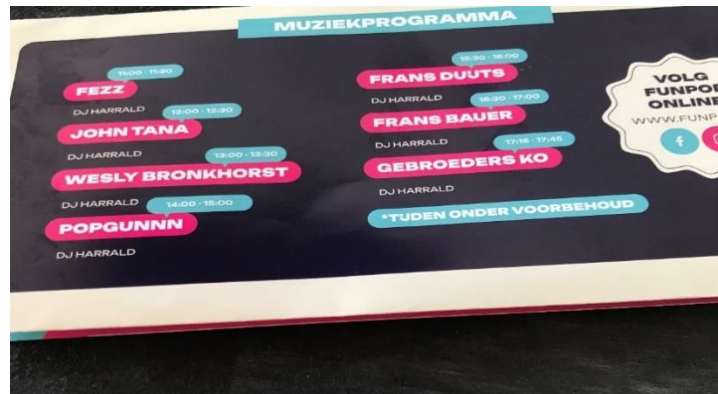 MUZIEKPROGRAMMA
11:00 - 11:30
FEZZ
DJ HARRALD
12:00 - 12:30
JOHN TANA
DJ HARRALD
13:00 - 13:30
WESLY BRONKHORST
DJ HARRALD
14:00 - 15:00
POPGUNNN
DJ HARRALD
15:30 - 16:00
FRANS DUIJTS
DJ HARRALD
16:30 - 17:00
FRANS BAUER
DJ HARRALD
17:15 - 17:45
GEBROEDERS KO
DJ HARRALD
*TIJDEN ONDER VOORBEHOUD
VOLG
FUNPOP
ONLINE
WWW.FUNP
f